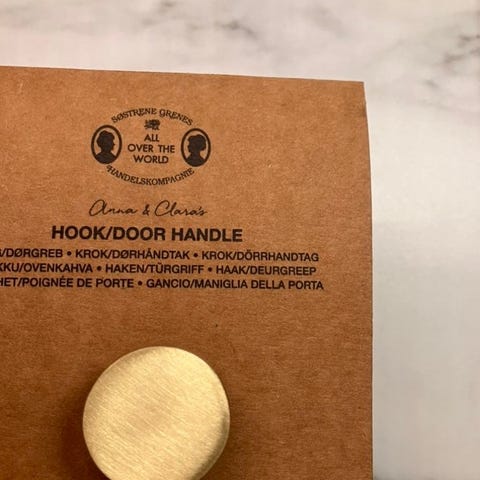 SØSTRENE GRENES
ALL
OVER THE
WORLD
HANDELSKOMPAGNIE
Anna & Clara's
HOOK/DOOR HANDLE
/DØRGREB • KROK/DØRHÅNDTAK • KROK/DÖRRHANDTAG
KKU/OVENKAHVA • HAKEN/TÜRGRIFF • HAAK/DEURGREEP
HET/POIGNÉE DE PORTE • GANCIO/MANIGLIA DELLA PORTA